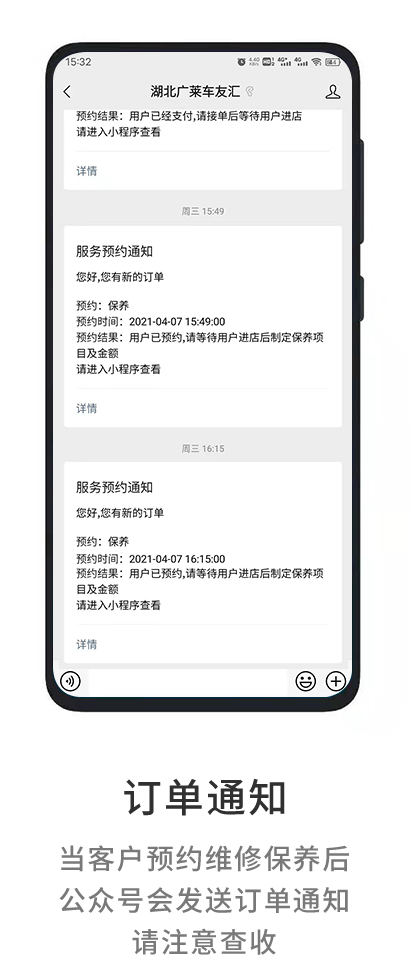 15:32
湖北广莱车友汇
预约结果：用户已经支付,请接单后等待用户进店
请进入小程序查看
详情
周三 15:49
服务预约通知
您好,您有新的订单
预约：保养
预约时间：2021-04-07 15:49:00
预约结果：用户已预约,请等待用户进店后制定保养项
目及金额
请进入小程序查看
详情
周三 16:15
服务预约通知
您好,您有新的订单
预约：保养
预约时间：2021-04-07 16:15:00
预约结果：用户已预约,请等待用户进店后制定保养项
目及金额
请进入小程序查看
详情
订单通知
当客户预约维修保养后
公众号会发送订单通知
请注意查收